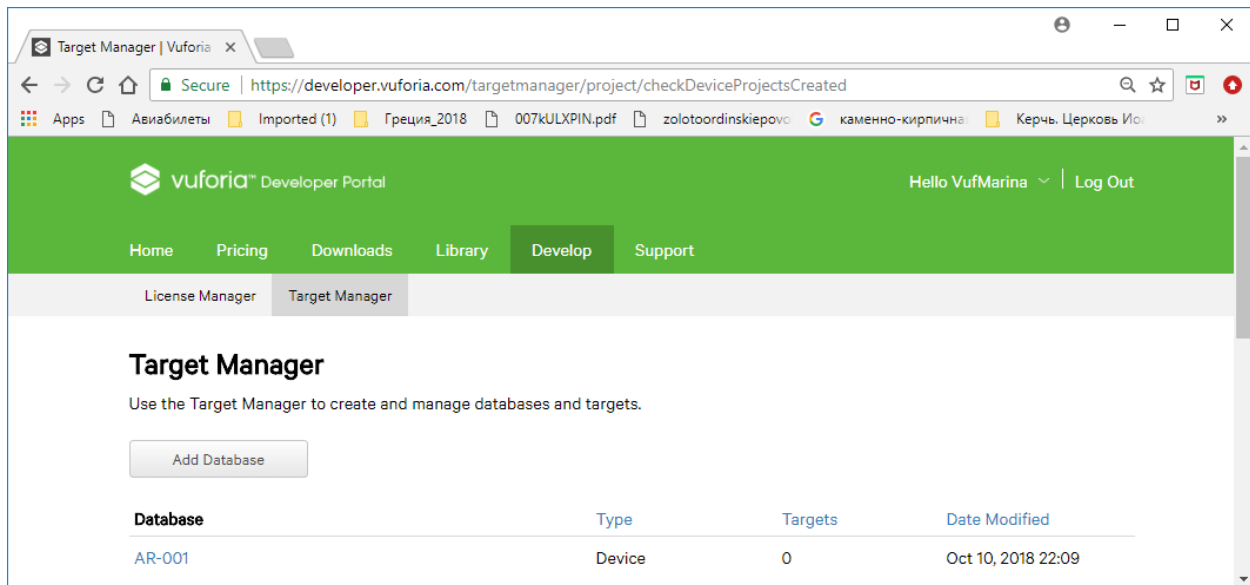 Target Manager | Vuforia
Secure | https://developer.vuforia.com/targetmanager/project/checkDeviceProjectsCreated
Apps Авиабилеты Imported (1) Греция_2018 007kULXPIN.pdf zolotoordinskiepovo каменно-кирпичная Керчь. Церковь Иоа »
vuforia™ Developer Portal Hello VufMarina Log Out
Home Pricing Downloads Library Develop Support
License Manager Target Manager
Target Manager
Use the Target Manager to create and manage databases and targets.
Add Database
Database Type Targets Date Modified
AR-001 Device 0 Oct 10, 2018 22:09